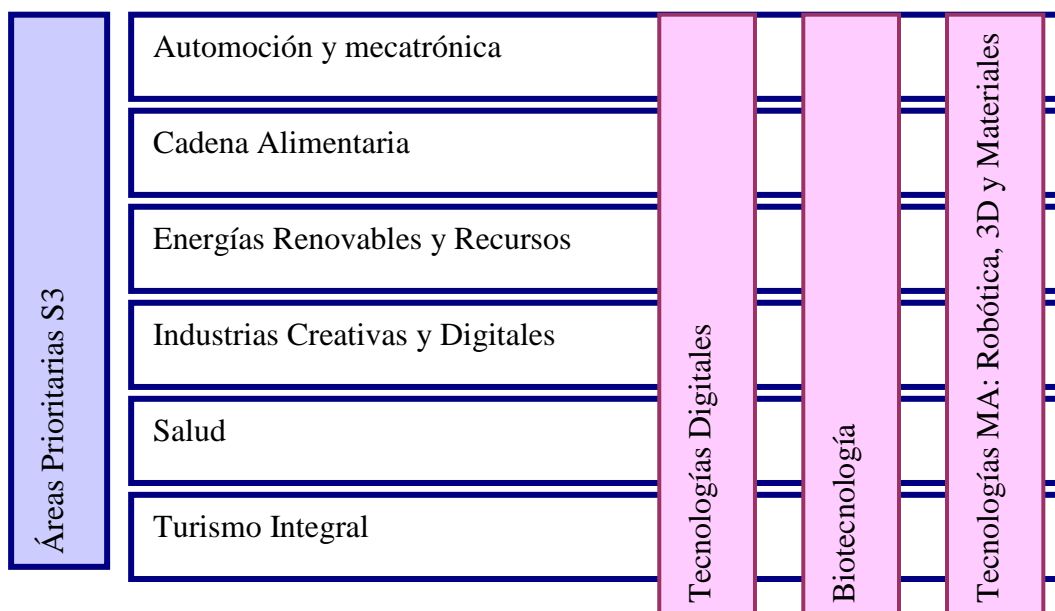 Áreas Prioritarias S3
Automoción y mecatrónica
Cadena Alimentaria
Energías Renovables y Recursos
Industrias Creativas y Digitales
Salud
Turismo Integral
Tecnologías Digitales
Biotecnología
Tecnologías MA: Robótica, 3D y Materiales